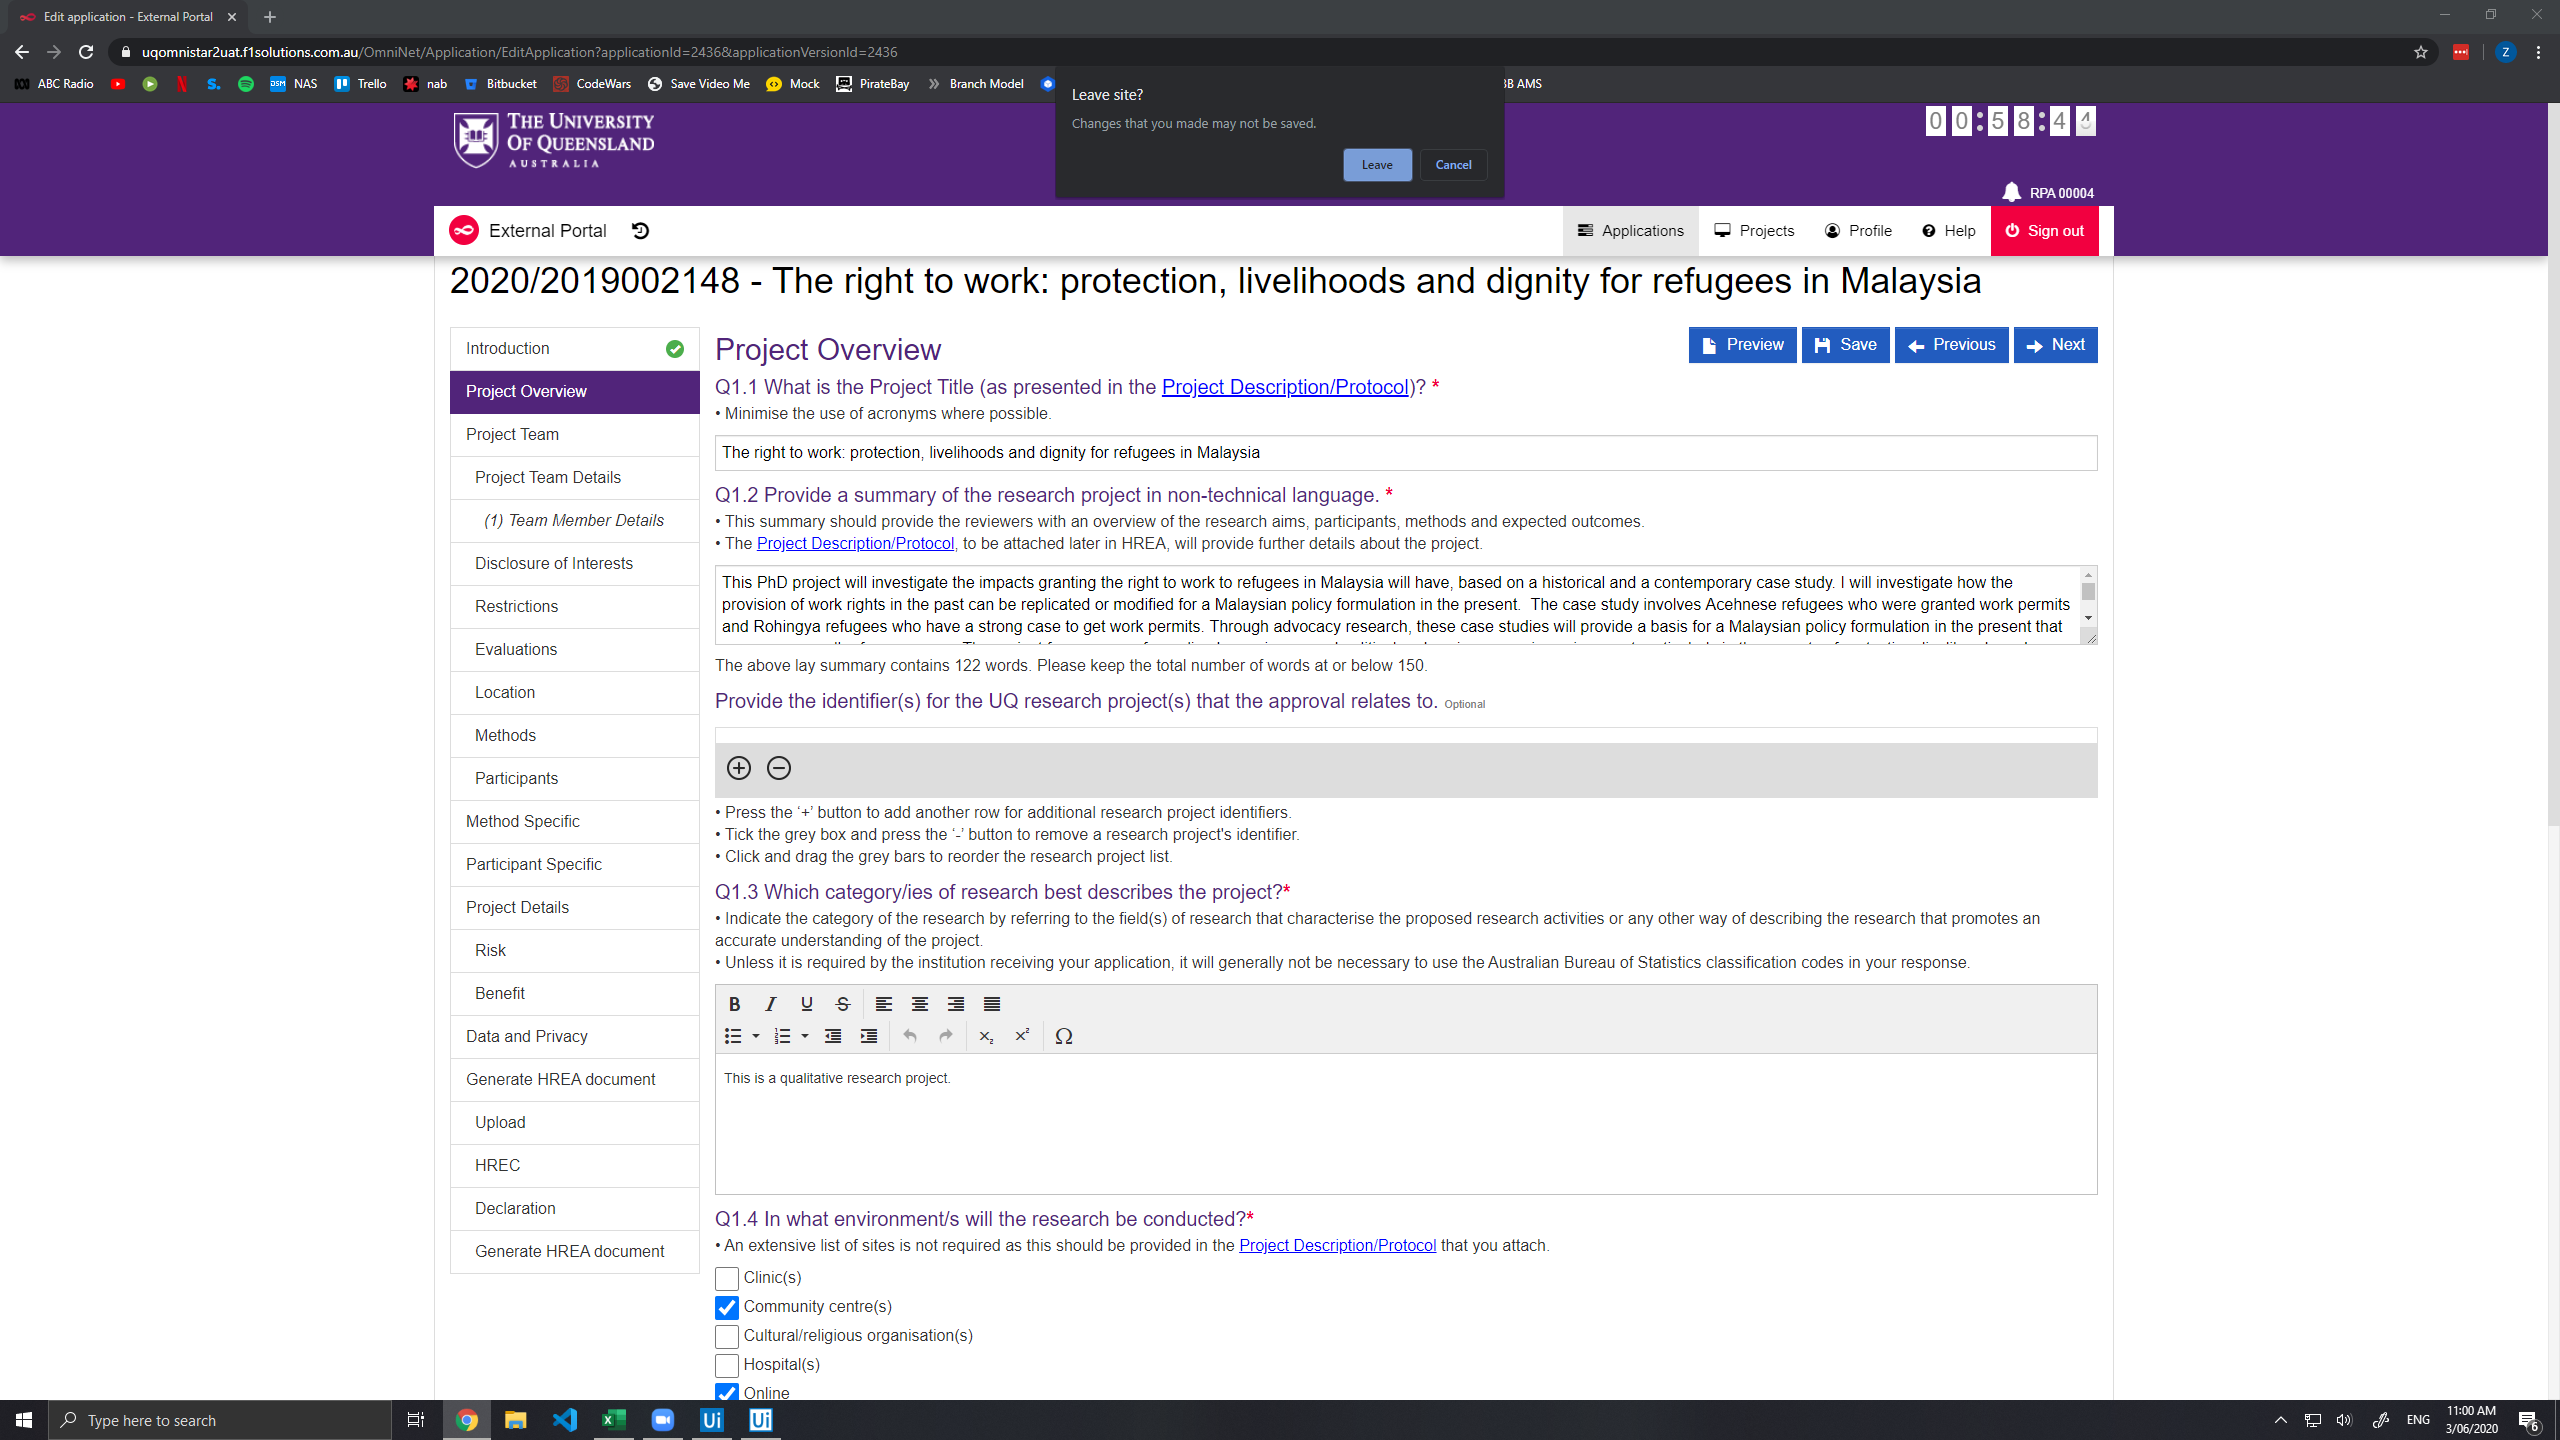 Edit application - External Portal
uqomnistar2uat.f1solutions.com.au/OmniNet/Application/EditApplication?applicationId=2436&applicationVersionId=2436
ABC Radio
NAS
Trello
nab
Bitbucket
CodeWars
Save Video Me
Mock
PirateBay
Branch Model
BB AMS
Leave site?
Changes that you made may not be saved.
Leave
Cancel
THE UNIVERSITY
OF QUEENSLAND
AUSTRALIA
00:58:4
RPA 00004
External Portal
Applications
Projects
Profile
Help
Sign out
2020/2019002148 - The right to work: protection, livelihoods and dignity for refugees in Malaysia
Introduction
Project Overview
Project Team
Project Team Details
(1) Team Member Details
Disclosure of Interests
Restrictions
Evaluations
Location
Methods
Participants
Method Specific
Participant Specific
Project Details
Risk
Benefit
Data and Privacy
Generate HREA document
Upload
HREC
Declaration
Generate HREA document
Project Overview
Preview
Save
Previous
Next
Q1.1 What is the Project Title (as presented in the Project Description/Protocol)? *
• Minimise the use of acronyms where possible.
The right to work: protection, livelihoods and dignity for refugees in Malaysia
Q1.2 Provide a summary of the research project in non-technical language. *
• This summary should provide the reviewers with an overview of the research aims, participants, methods and expected outcomes.
• The Project Description/Protocol, to be attached later in HREA, will provide further details about the project.
This PhD project will investigate the impacts granting the right to work to refugees in Malaysia will have, based on a historical and a contemporary case study. I will investigate how the
provision of work rights in the past can be replicated or modified for a Malaysian policy formulation in the present.  The case study involves Acehnese refugees who were granted work permits
and Rohingya refugees who have a strong case to get work permits. Through advocacy research, these case studies will provide a basis for a Malaysian policy formulation in the present that
The above lay summary contains 122 words. Please keep the total number of words at or below 150.
Provide the identifier(s) for the UQ research project(s) that the approval relates to. Optional
• Press the ‘+’ button to add another row for additional research project identifiers.
• Tick the grey box and press the ‘-’ button to remove a research project's identifier.
• Click and drag the grey bars to reorder the research project list.
Q1.3 Which category/ies of research best describes the project?*
• Indicate the category of the research by referring to the field(s) of research that characterise the proposed research activities or any other way of describing the research that promotes an
accurate understanding of the project.
• Unless it is required by the institution receiving your application, it will generally not be necessary to use the Australian Bureau of Statistics classification codes in your response.
This is a qualitative research project.
Q1.4 In what environment/s will the research be conducted?*
• An extensive list of sites is not required as this should be provided in the Project Description/Protocol that you attach.
Clinic(s)
Community centre(s)
Cultural/religious organisation(s)
Hospital(s)
Online
Type here to search
ENG
11:00 AM
3/06/2020
6